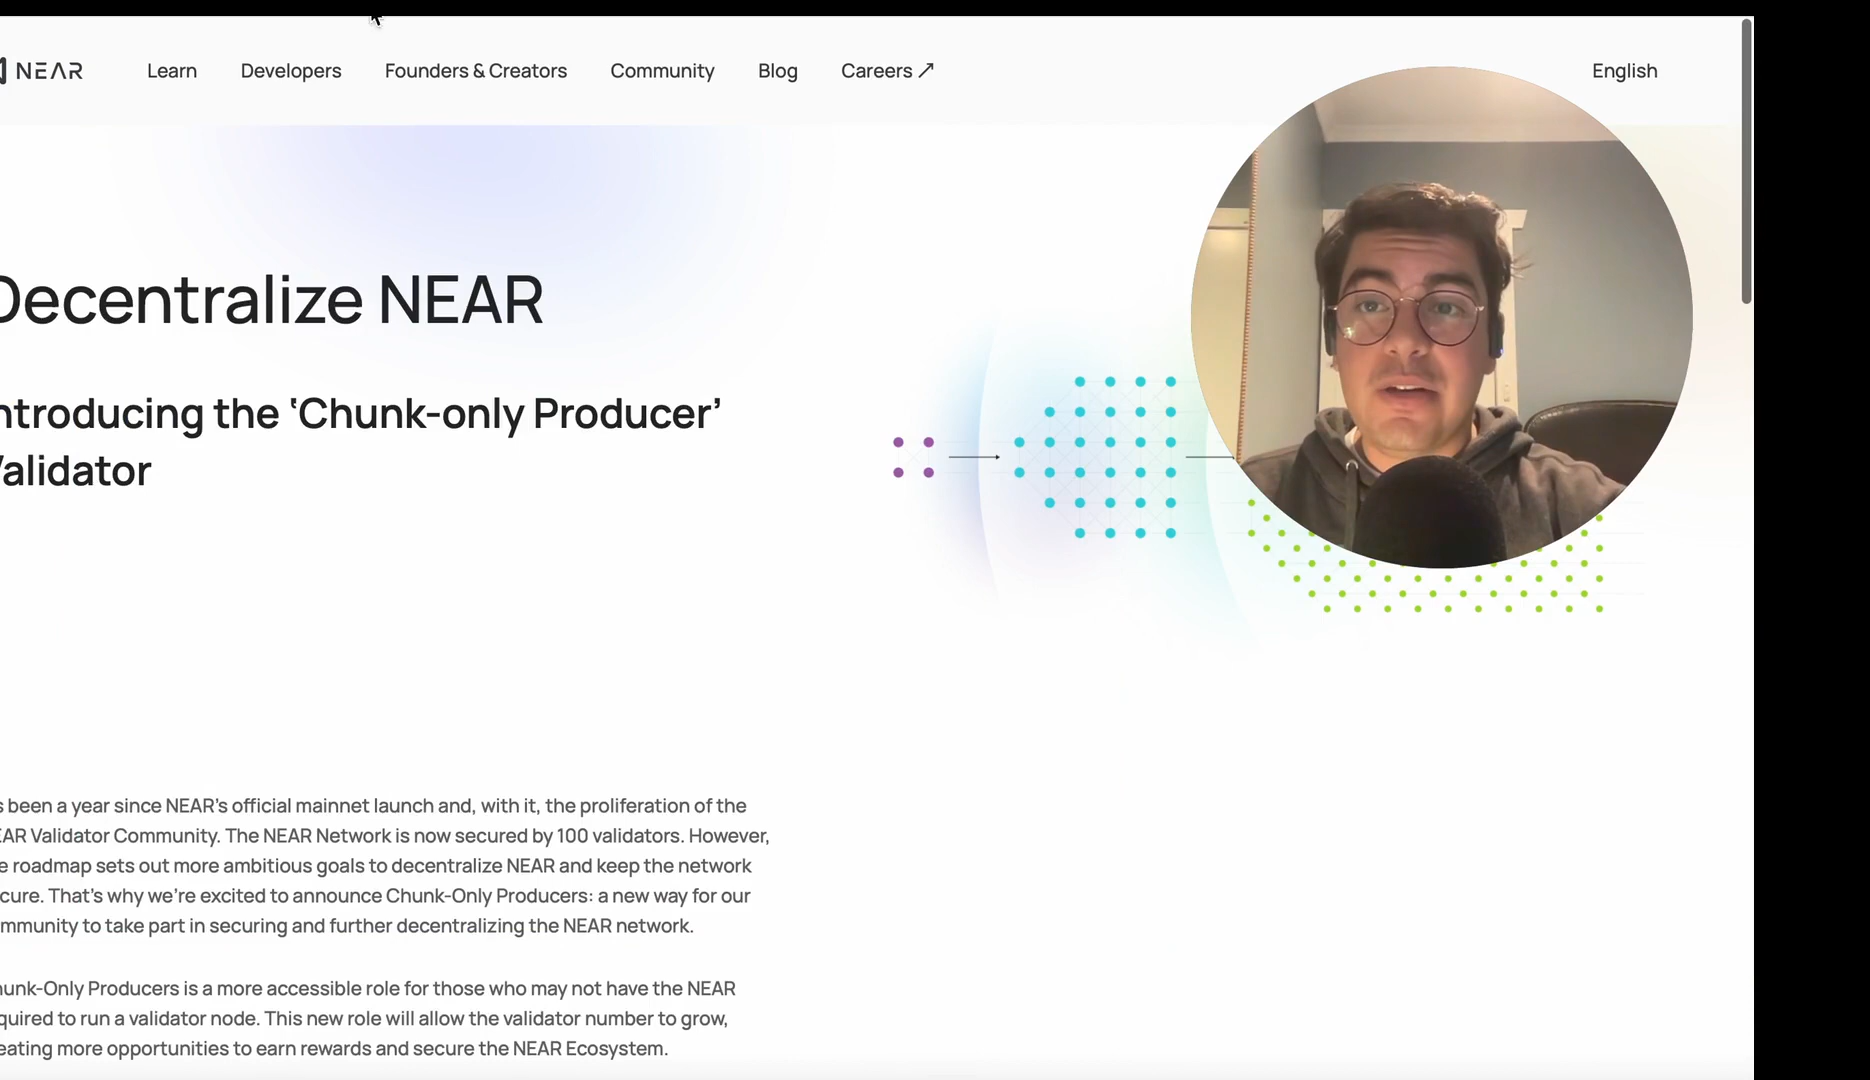 NEAR
Learn
Developers
Founders & Creators
Community
Blog
Careers ↗
English
Decentralize NEAR
ntroducing the ‘Chunk-only Producer’
Validator
s been a year since NEAR’s official mainnet launch and, with it, the proliferation of the
EAR Validator Community. The NEAR Network is now secured by 100 validators. However,
e roadmap sets out more ambitious goals to decentralize NEAR and keep the network
cure. That’s why we’re excited to announce Chunk-Only Producers: a new way for our
mmunity to take part in securing and further decentralizing the NEAR network.
hunk-Only Producers is a more accessible role for those who may not have the NEAR
quired to run a validator node. This new role will allow the validator number to grow,
eating more opportunities to earn rewards and secure the NEAR Ecosystem.